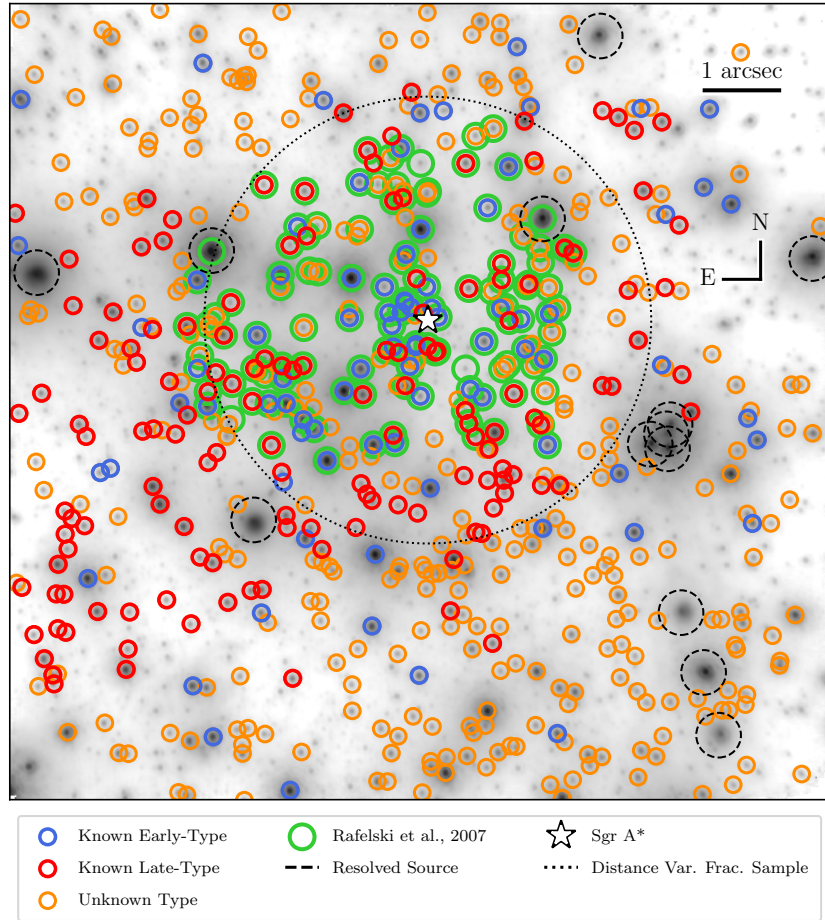 1 arcsec
N
E
Known Early-Type
Rafelski et al., 2007
Sgr A*
Known Late-Type
Resolved Source
Distance Var. Frac. Sample
Unknown Type